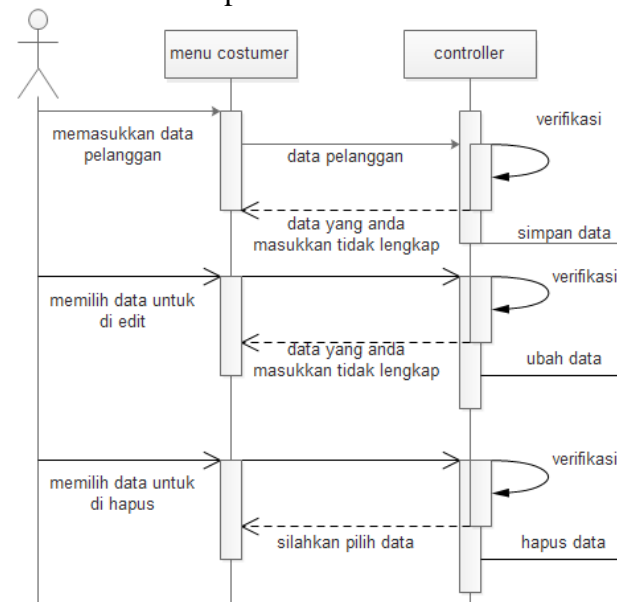 menu costumer
controller
verifikasi
memasukkan data
pelanggan
data pelanggan
data yang anda
masukkan tidak lengkap
simpan data
verifikasi
memilih data untuk
di edit
data yang anda
masukkan tidak lengkap
ubah data
verifikasi
memilih data untuk
di hapus
silahkan pilih data
hapus data